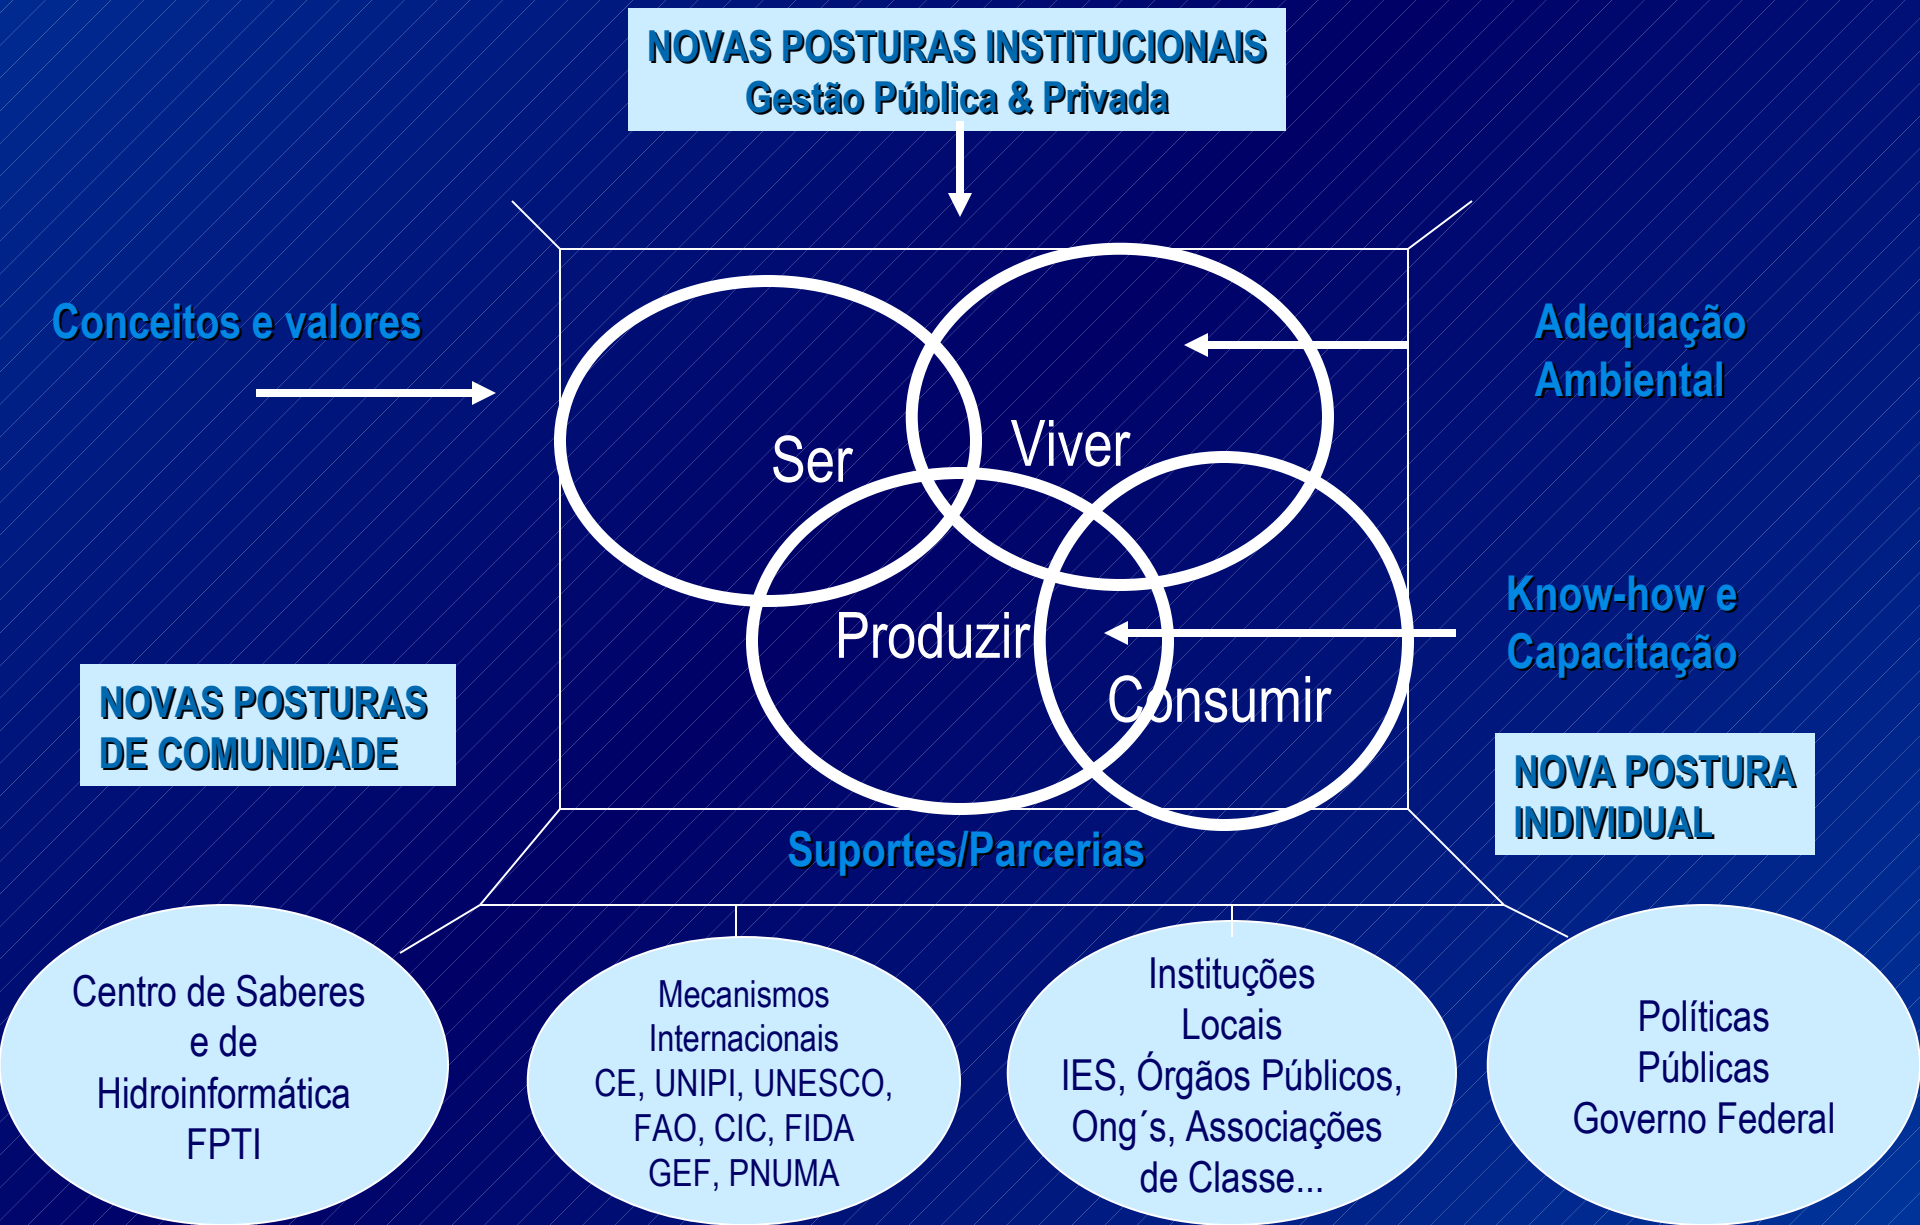 NOVAS POSTURAS INSTITUCIONAIS
Gestão Pública & Privada
Conceitos e valores
Adequação
Ambiental
Ser
Viver
Produzir
Consumir
Know-how e
Capacitação
NOVAS POSTURAS
DE COMUNIDADE
NOVA POSTURA
INDIVIDUAL
Suportes/Parcerias
Centro de Saberes
e de
Hidroinformática
FPTI
Mecanismos
Internacionais
CE, UNIPI, UNESCO,
FAO, CIC, FIDA
GEF, PNUMA
Instituções
Locais
IES, Órgãos Públicos,
Ong´s, Associações
de Classe...
Políticas
Públicas
Governo Federal